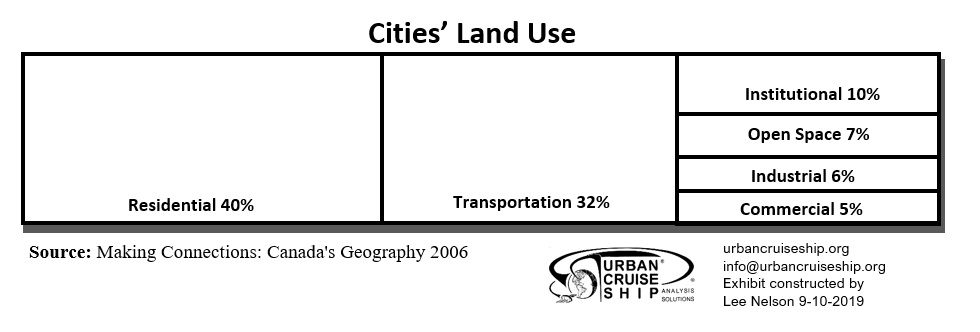 Cities' Land Use
Residential 40%
Transportation 32%
Institutional 10%
Open Space 7%
Industrial 6%
Commercial 5%
Source: Making Connections: Canada's Geography 2006
URBAN®
CRUISE
SHIP
ANALYSIS
SOLUTIONS
urbancruiseship.org
info@urbancruiseship.org
Exhibit constructed by
Lee Nelson 9-10-2019